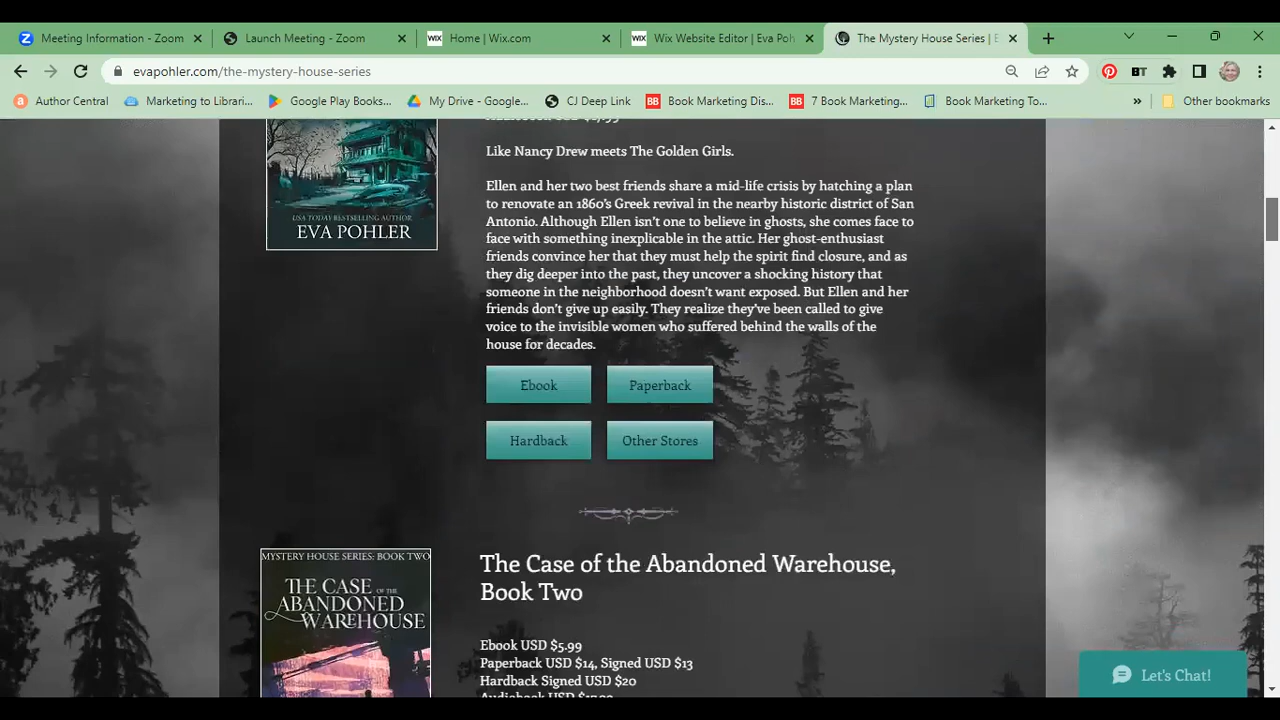 Meeting Information - Zoom
Launch Meeting - Zoom
WIX Home | Wix.com
WIX Wix Website Editor | Eva Poh
The Mystery House Series | E
evapohler.com/the-mystery-house-series
BT
a Author Central
Marketing to Librari...
Google Play Books...
My Drive - Google...
CJ Deep Link
BB Book Marketing Dis...
BB 7 Book Marketing...
Book Marketing To...
»
Other bookmarks
USA TODAY BESTSELLING AUTHOR
EVA POHLER
Like Nancy Drew meets The Golden Girls.
Ellen and her two best friends share a mid-life crisis by hatching a plan
to renovate an 1860's Greek revival in the nearby historic district of San
Antonio. Although Ellen isn't one to believe in ghosts, she comes face to
face with something inexplicable in the attic. Her ghost-enthusiast
friends convince her that they must help the spirit find closure, and as
they dig deeper into the past, they uncover a shocking history that
someone in the neighborhood doesn't want exposed. But Ellen and her
friends don't give up easily. They realize they've been called to give
voice to the invisible women who suffered behind the walls of the
house for decades.
Ebook
Paperback
Hardback
Other Stores
MYSTERY HOUSE SERIES: BOOK TWO
THE CASE OF THE
ABANDONED
WAREHOUSE
The Case of the Abandoned Warehouse,
Book Two
Ebook USD $5.99
Paperback USD $14, Signed USD $13
Hardback Signed USD $20
Let's Chat!